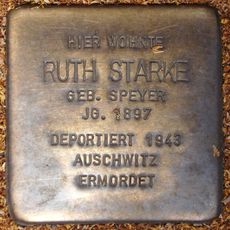 HIER WOHNTE
RUTH STARKE
GEB. SPEYER
JG. 1897
DEPORTIERT 1943
AUSCHWITZ
ERMORDET